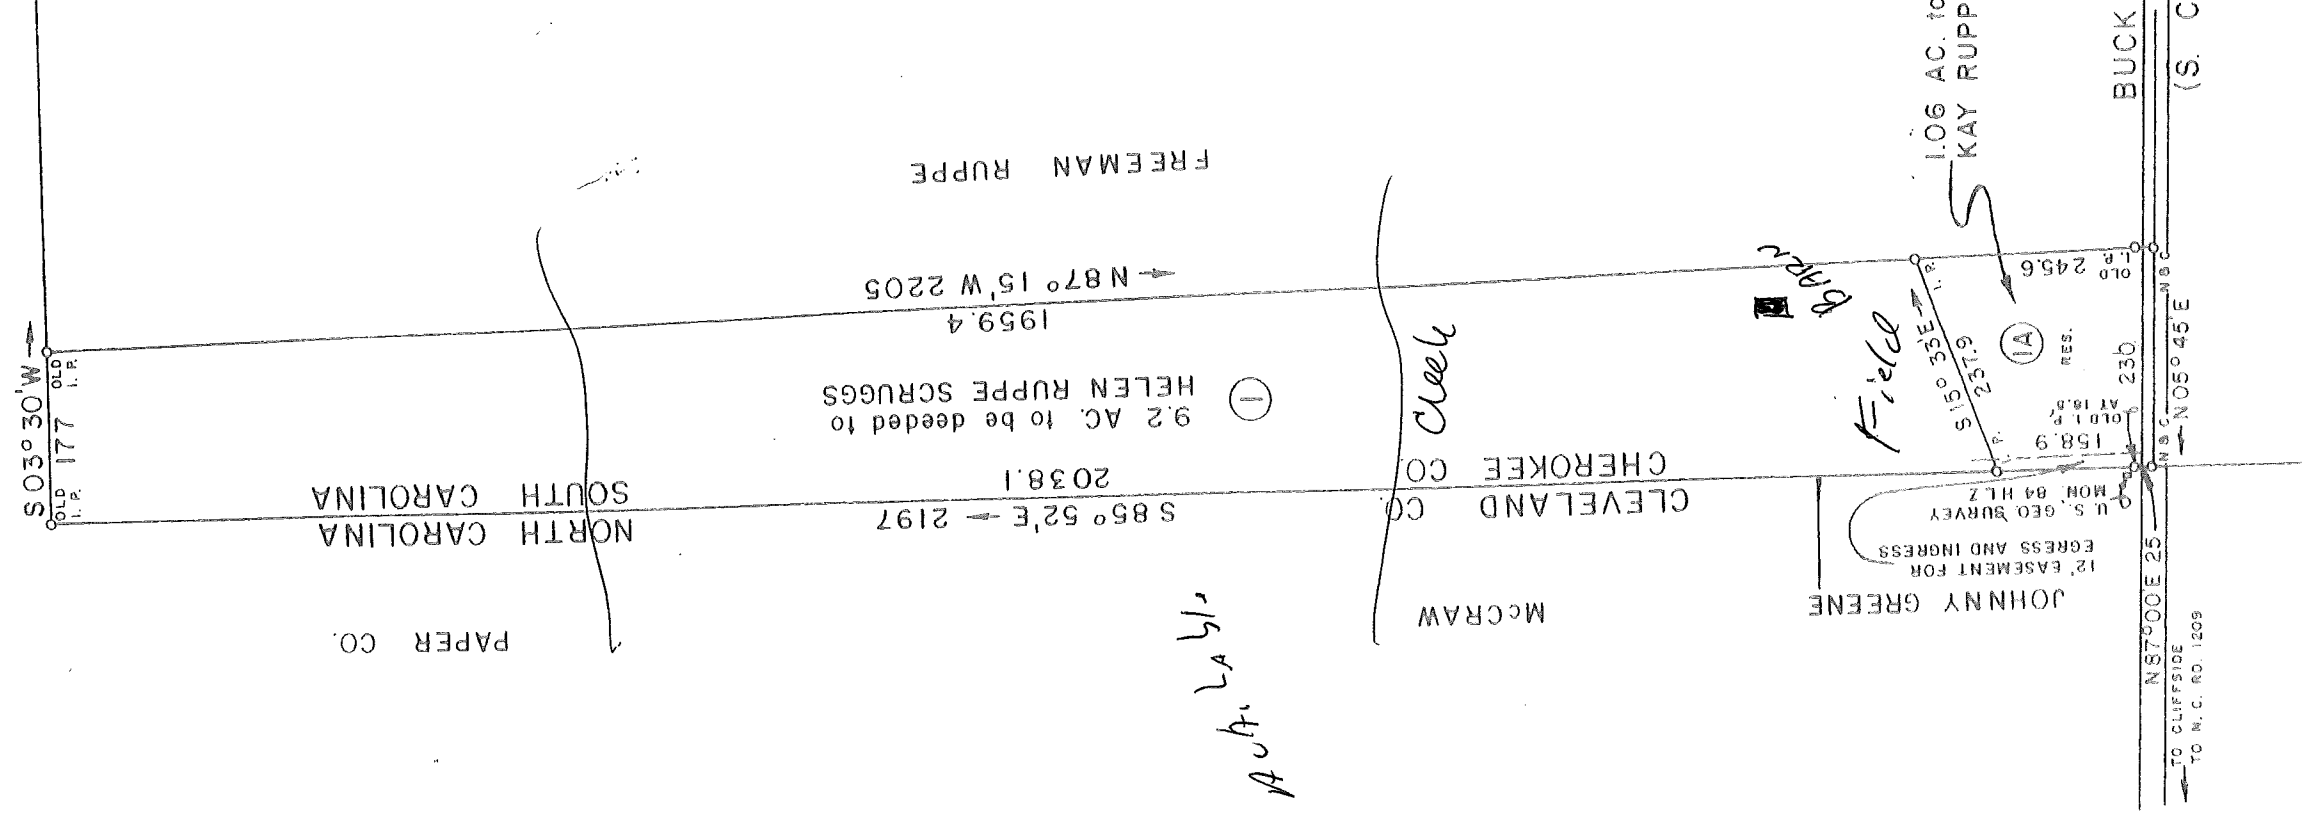 S 03° 30' W
177
OLD
I. P.
OLD
I. P.
NORTH CAROLINA
SOUTH CAROLINA
PAPER CO.
FREEMAN RUPPE
N 87° 15' W 2205
1959.4
1
9.2 AC. to be deeded to
HELEN RUPPE SCRUGGS
2038.1
S 85° 52' E 2197
McCRAW
CLEVELAND CO.
CHEROKEE CO.
Creek
BARN
Field
1.06 AC. to
KAY RUPP
BUCK
(S. C
OLD
I. P.
245.6
I. P.
S 15° 33' E
237.9
1A
RES.
236
N 05° 45' E
N & C
N & C
OLD I. P.
AT 18.8
158.9
I. P.
U. S. GEO. SURVEY
MON. 84 HLZ
12' EASEMENT FOR
EGRESS AND INGRESS
JOHNNY GREENE
N 87° 00' E 25
TO CLIFFSIDE
TO N. C. RD. 1209